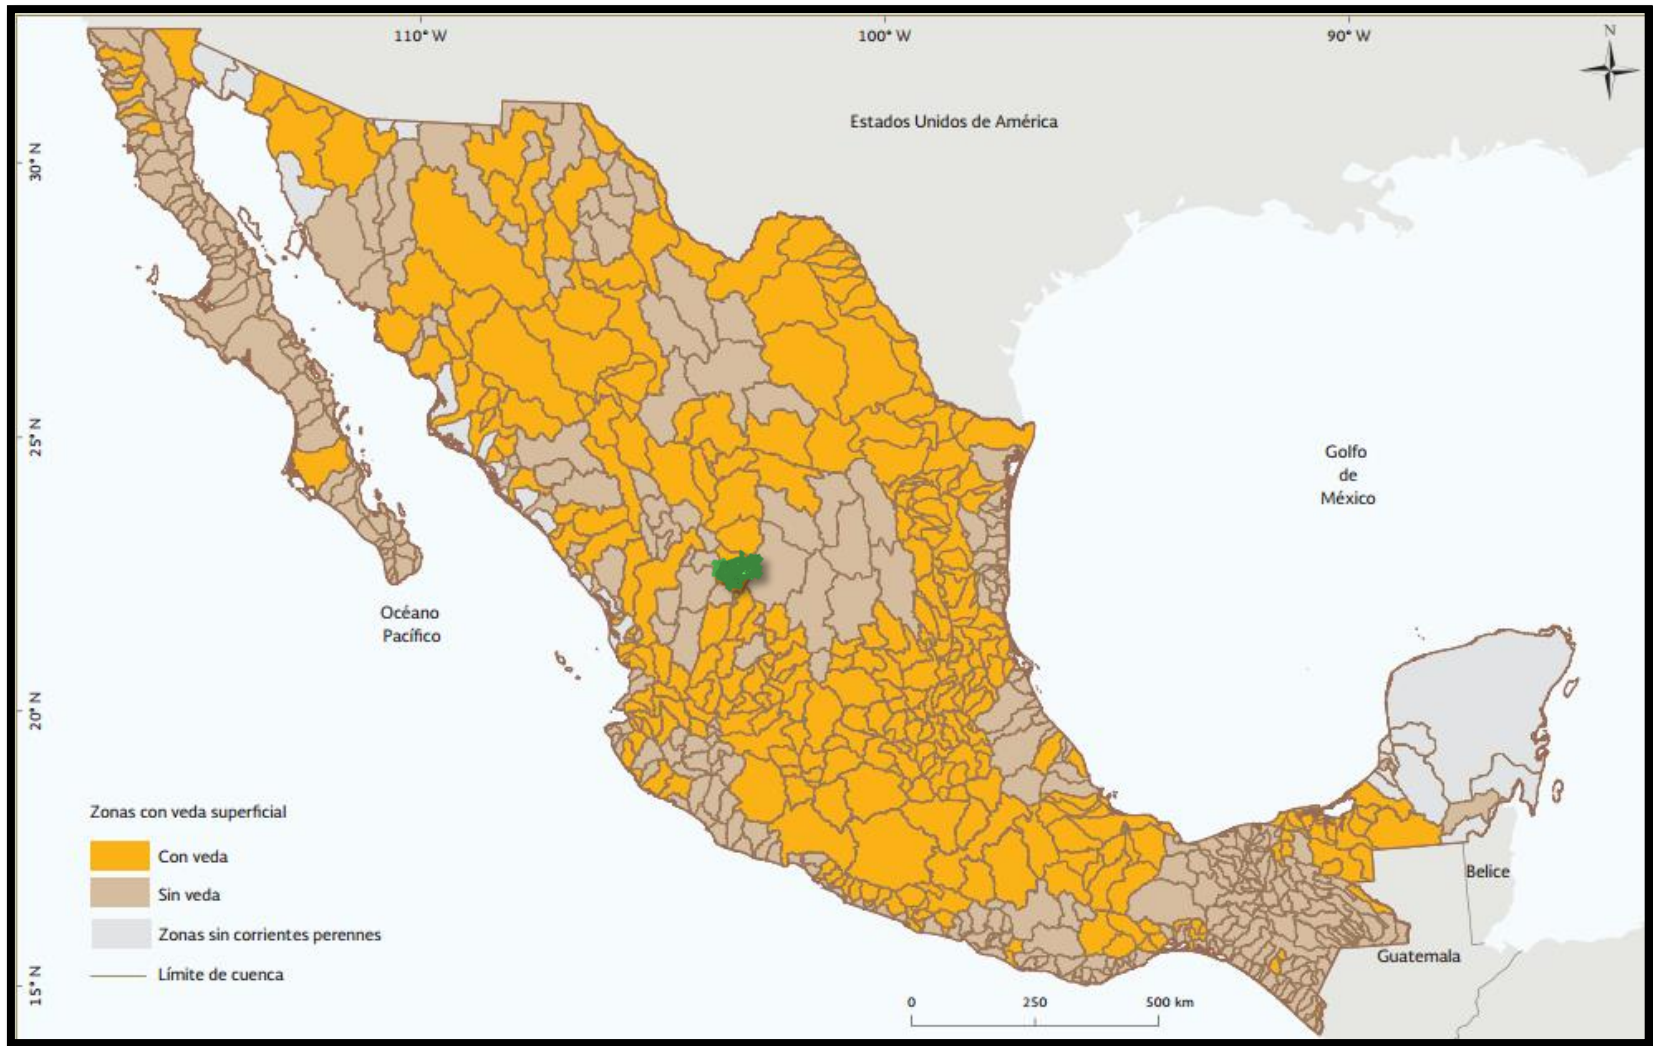 110° W
100° W
90° W
N
Estados Unidos de América
30° N
25° N
Golfo
de
México
Océano
Pacífico
20° N
Zonas con veda superficial
Con veda
Sin veda
Zonas sin corrientes perennes
Límite de cuenca
Belice
Guatemala
15° N
0 250 500 km